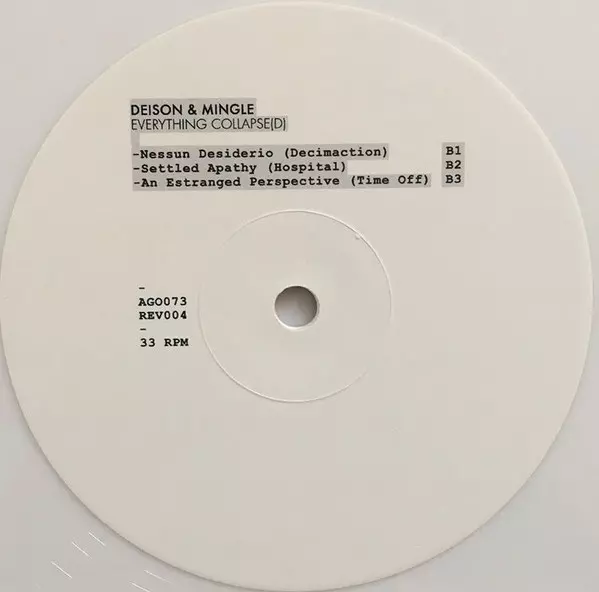 DEISON & MINGLE
EVERYTHING COLLAPSE(D)
-Nessun Desiderio (Decimaction) B1
-Settled Apathy (Hospital) B2
-An Estranged Perspective (Time Off) B3
-
AGO073
REV004
-
33 RPM